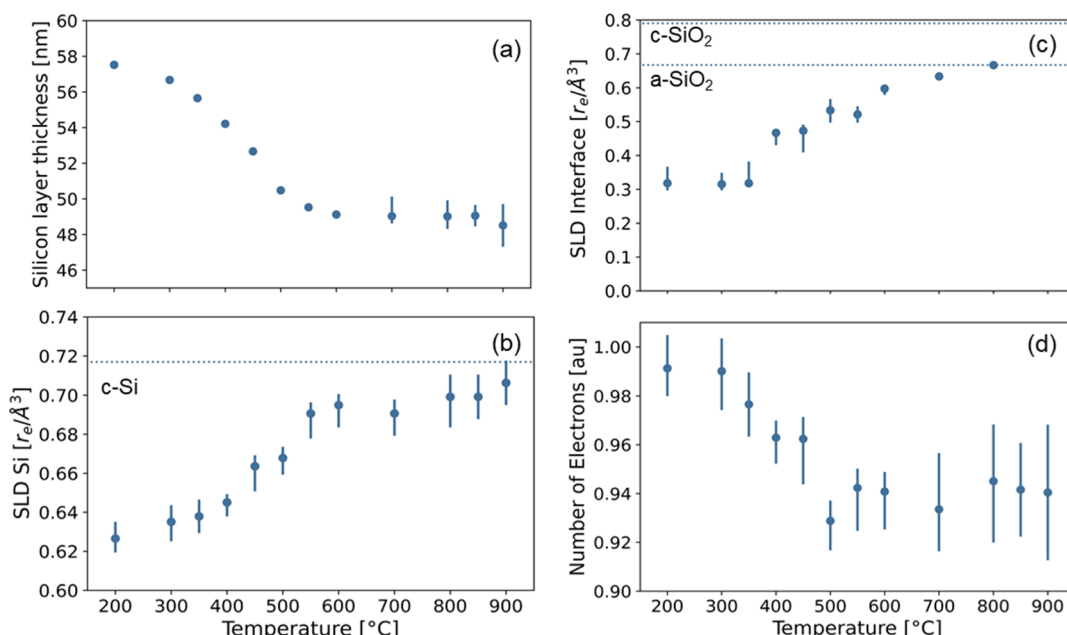 Silicon layer thickness [nm]
60
58
56
54
52
50
48
46
(a)
SLD Interface [rₑ/Å³]
0.8
0.7
0.6
0.5
0.4
0.3
0.2
0.1
0.0
c-SiO₂
a-SiO₂
(c)
SLD Si [rₑ/Å³]
0.74
0.72
0.70
0.68
0.66
0.64
0.62
0.60
c-Si
(b)
200 300 400 500 600 700 800 900
Temperature [°C]
Number of Electrons [au]
1.00
0.98
0.96
0.94
0.92
0.90
(d)
200 300 400 500 600 700 800 900
Temperature [°C]